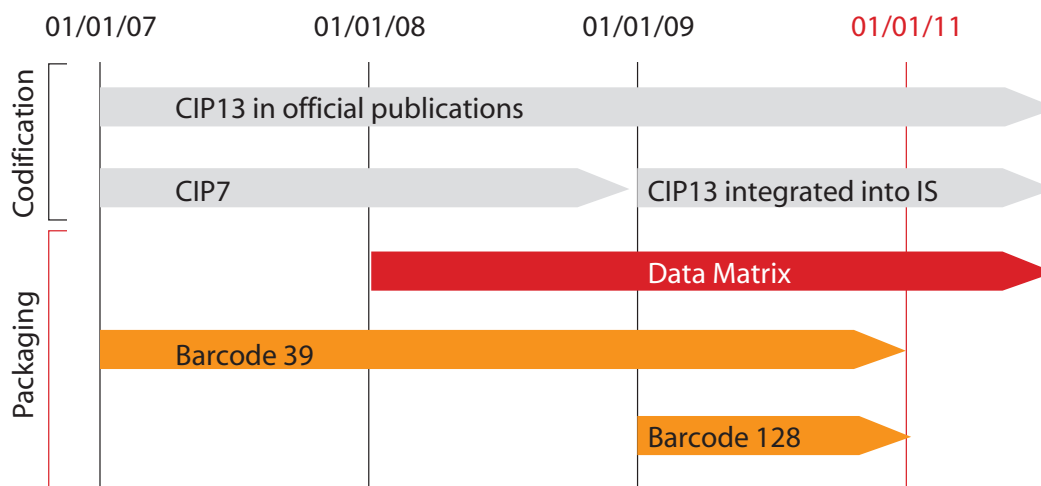 01/01/07 01/01/08 01/01/09 01/01/11
Codification
CIP13 in official publications
CIP7 CIP13 integrated into IS
Packaging
Data Matrix
Barcode 39
Barcode 128